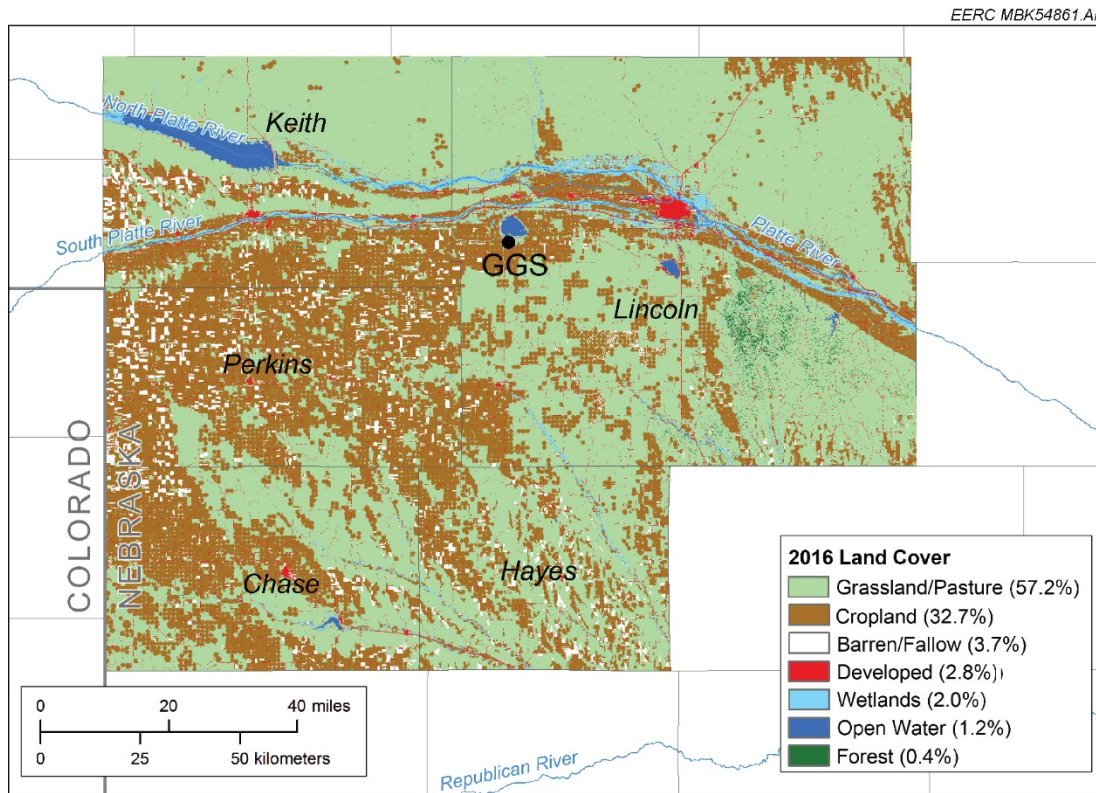 EERC MBK54861.AI
North Platte River
Keith
South Platte River
Platte River
GGS
Lincoln
Perkins
COLORADO
NEBRASKA
Chase
Hayes
2016 Land Cover
Grassland/Pasture (57.2%)
Cropland (32.7%)
Barren/Fallow (3.7%)
Developed (2.8%))
Wetlands (2.0%)
Open Water (1.2%)
Forest (0.4%)
0 20 40 miles
0 25 50 kilometers
Republican River